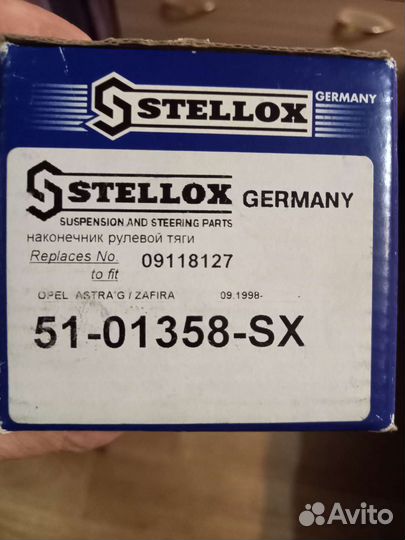 STELLOX GERMANY
STELLOX GERMANY
SUSPENSION AND STEERING PARTS
наконечник рулевой тяги
Replaces No. 09118127
to fit
OPEL ASTRA'G / ZAFIRA 09.1998-
51-01358-SX
Avito